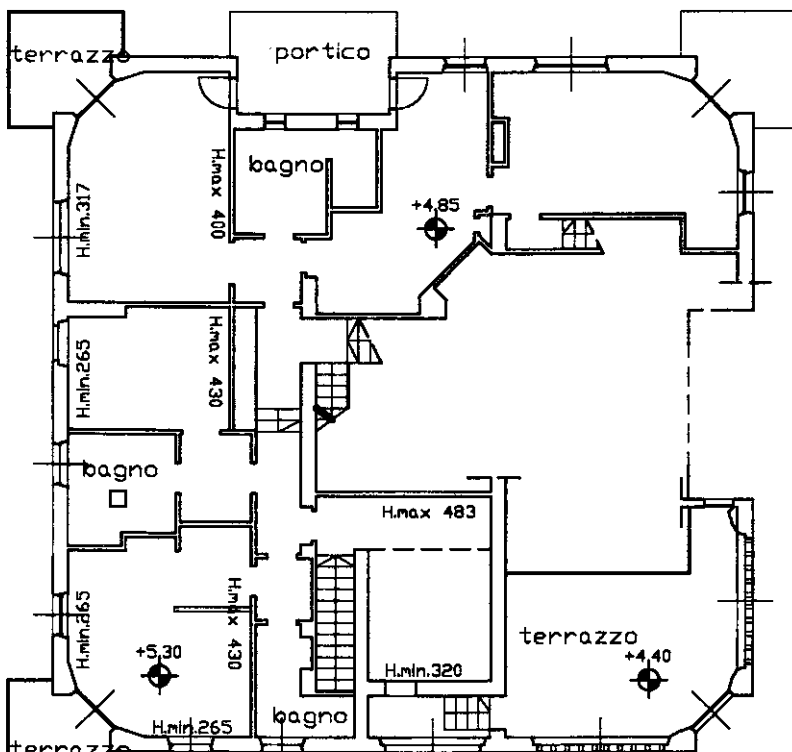 terrazzo
portico
bagno
H.max 400
H.min.317
+4,85
H.max 430
H.min.265
bagno
H.max 483
H.min.265
H.max 430
+5,30
H.min.265
bagno
H.min.320
terrazzo
+4,40
terrazzo